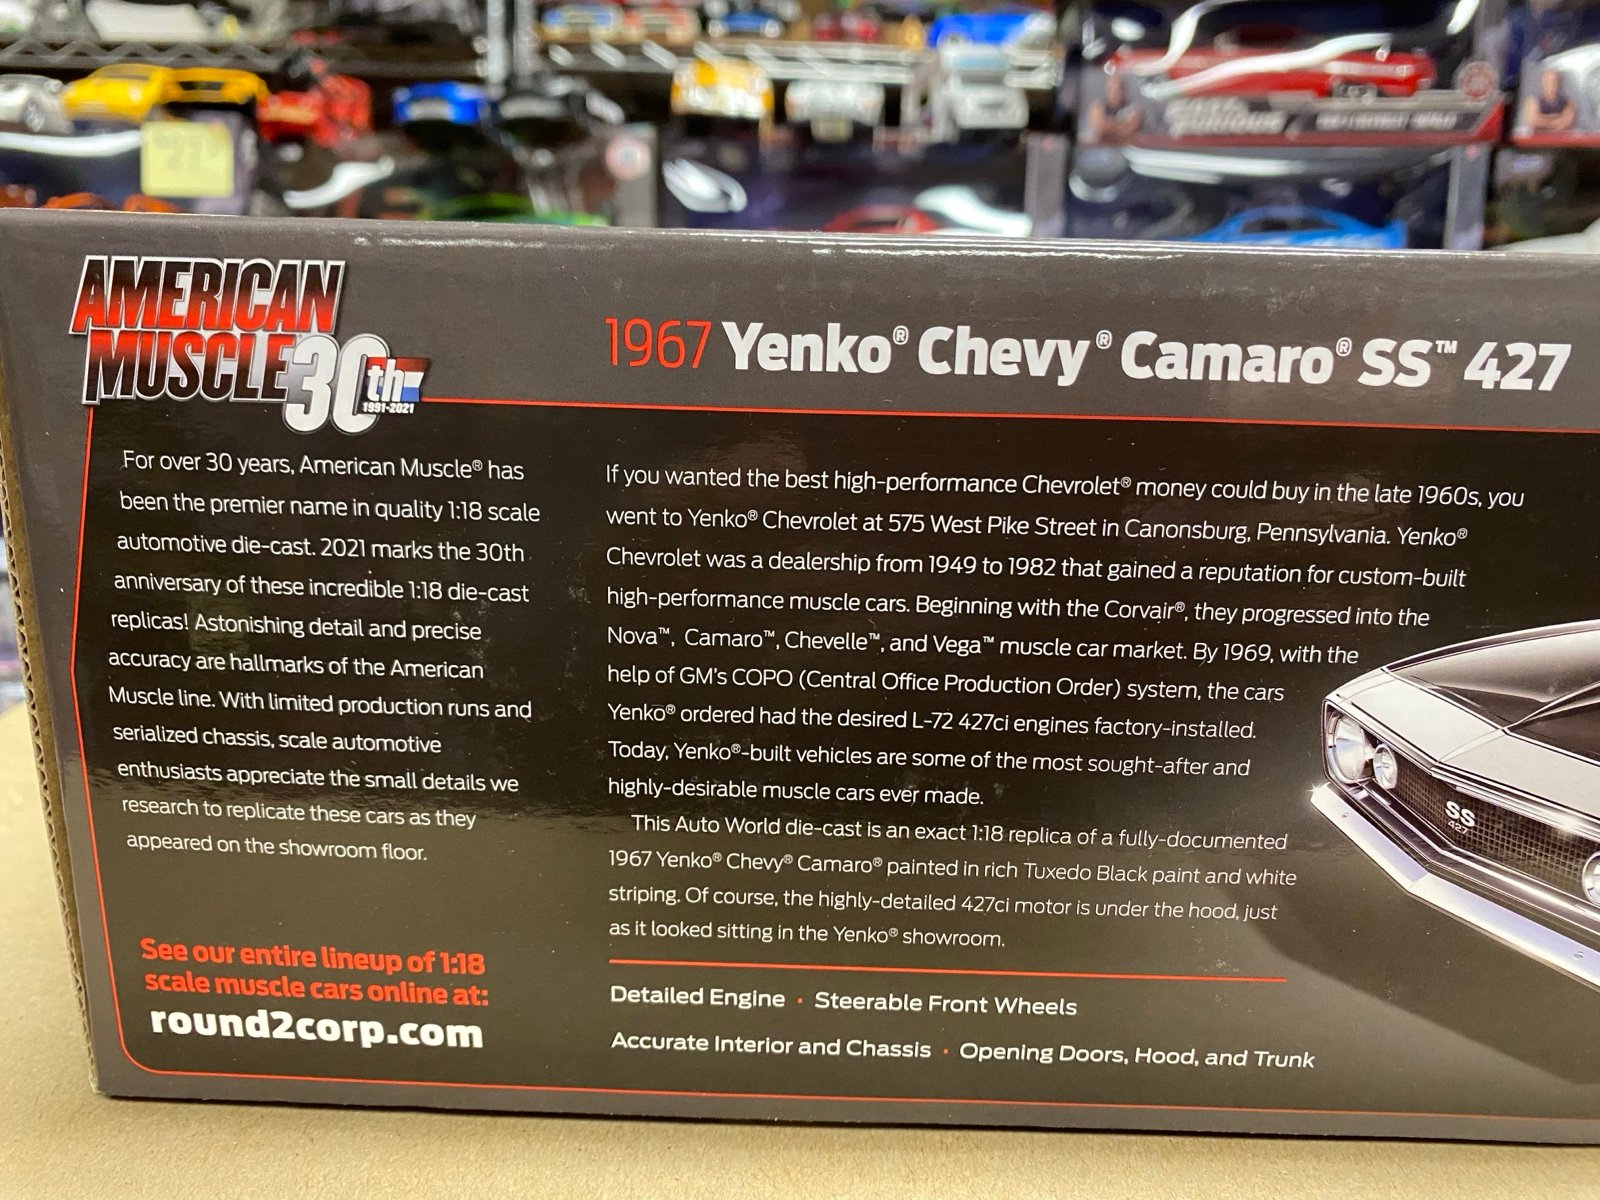 AMERICAN
MUSCLE 30th
1991-2021
1967 Yenko® Chevy® Camaro® SS™ 427
For over 30 years, American Muscle® has
been the premier name in quality 1:18 scale
automotive die-cast. 2021 marks the 30th
anniversary of these incredible 1:18 die-cast
replicas! Astonishing detail and precise
accuracy are hallmarks of the American
Muscle line. With limited production runs and
serialized chassis, scale automotive
enthusiasts appreciate the small details we
research to replicate these cars as they
appeared on the showroom floor.
See our entire lineup of 1:18
scale muscle cars online at:
round2corp.com
If you wanted the best high-performance Chevrolet® money could buy in the late 1960s, you
went to Yenko® Chevrolet at 575 West Pike Street in Canonsburg, Pennsylvania. Yenko®
Chevrolet was a dealership from 1949 to 1982 that gained a reputation for custom-built
high-performance muscle cars. Beginning with the Corvair®, they progressed into the
Nova™, Camaro™, Chevelle™, and Vega™ muscle car market. By 1969, with the
help of GM's COPO (Central Office Production Order) system, the cars
Yenko® ordered had the desired L-72 427ci engines factory-installed.
Today, Yenko®-built vehicles are some of the most sought-after and
highly-desirable muscle cars ever made.
This Auto World die-cast is an exact 1:18 replica of a fully-documented
1967 Yenko® Chevy® Camaro® painted in rich Tuxedo Black paint and white
striping. Of course, the highly-detailed 427ci motor is under the hood, just
as it looked sitting in the Yenko® showroom.
Detailed Engine · Steerable Front Wheels
Accurate Interior and Chassis · Opening Doors, Hood, and Trunk
SS
427